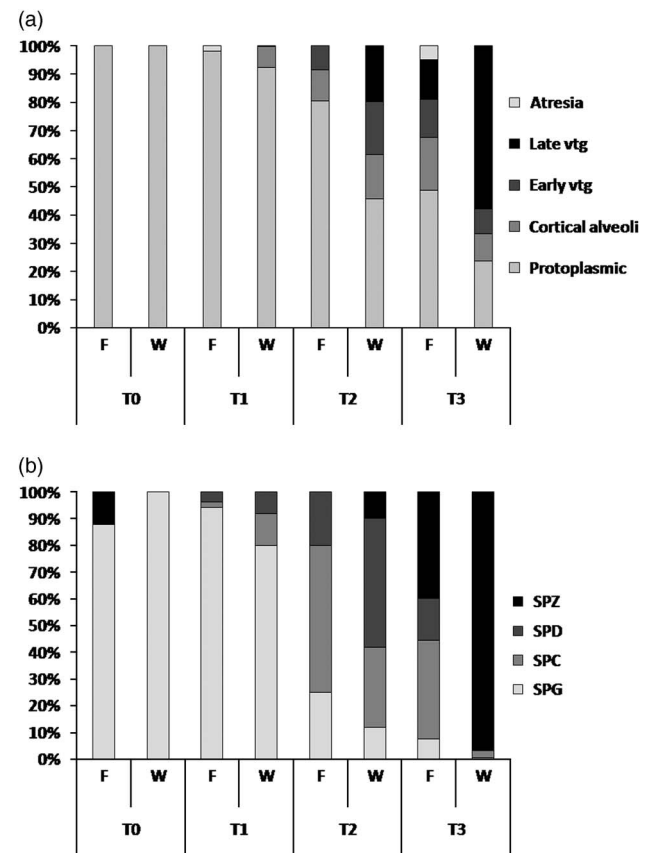 (a)
100%
90%
80%
70%
60%
50%
40%
30%
20%
10%
0%
F W F W F W F W
T0 T1 T2 T3
Atresia
Late vtg
Early vtg
Cortical alveoli
Protoplasmic
(b)
100%
90%
80%
70%
60%
50%
40%
30%
20%
10%
0%
F W F W F W F W
T0 T1 T2 T3
SPZ
SPD
SPC
SPG